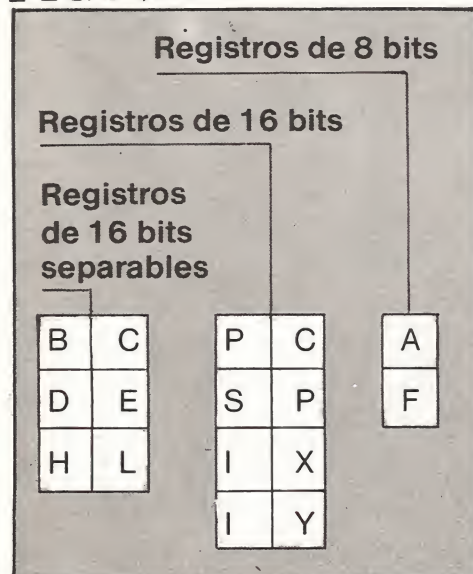 Registros de 8 bits
Registros de 16 bits
Registros
de 16 bits
separables
B C P C A
D E S P F
H L I X
I Y